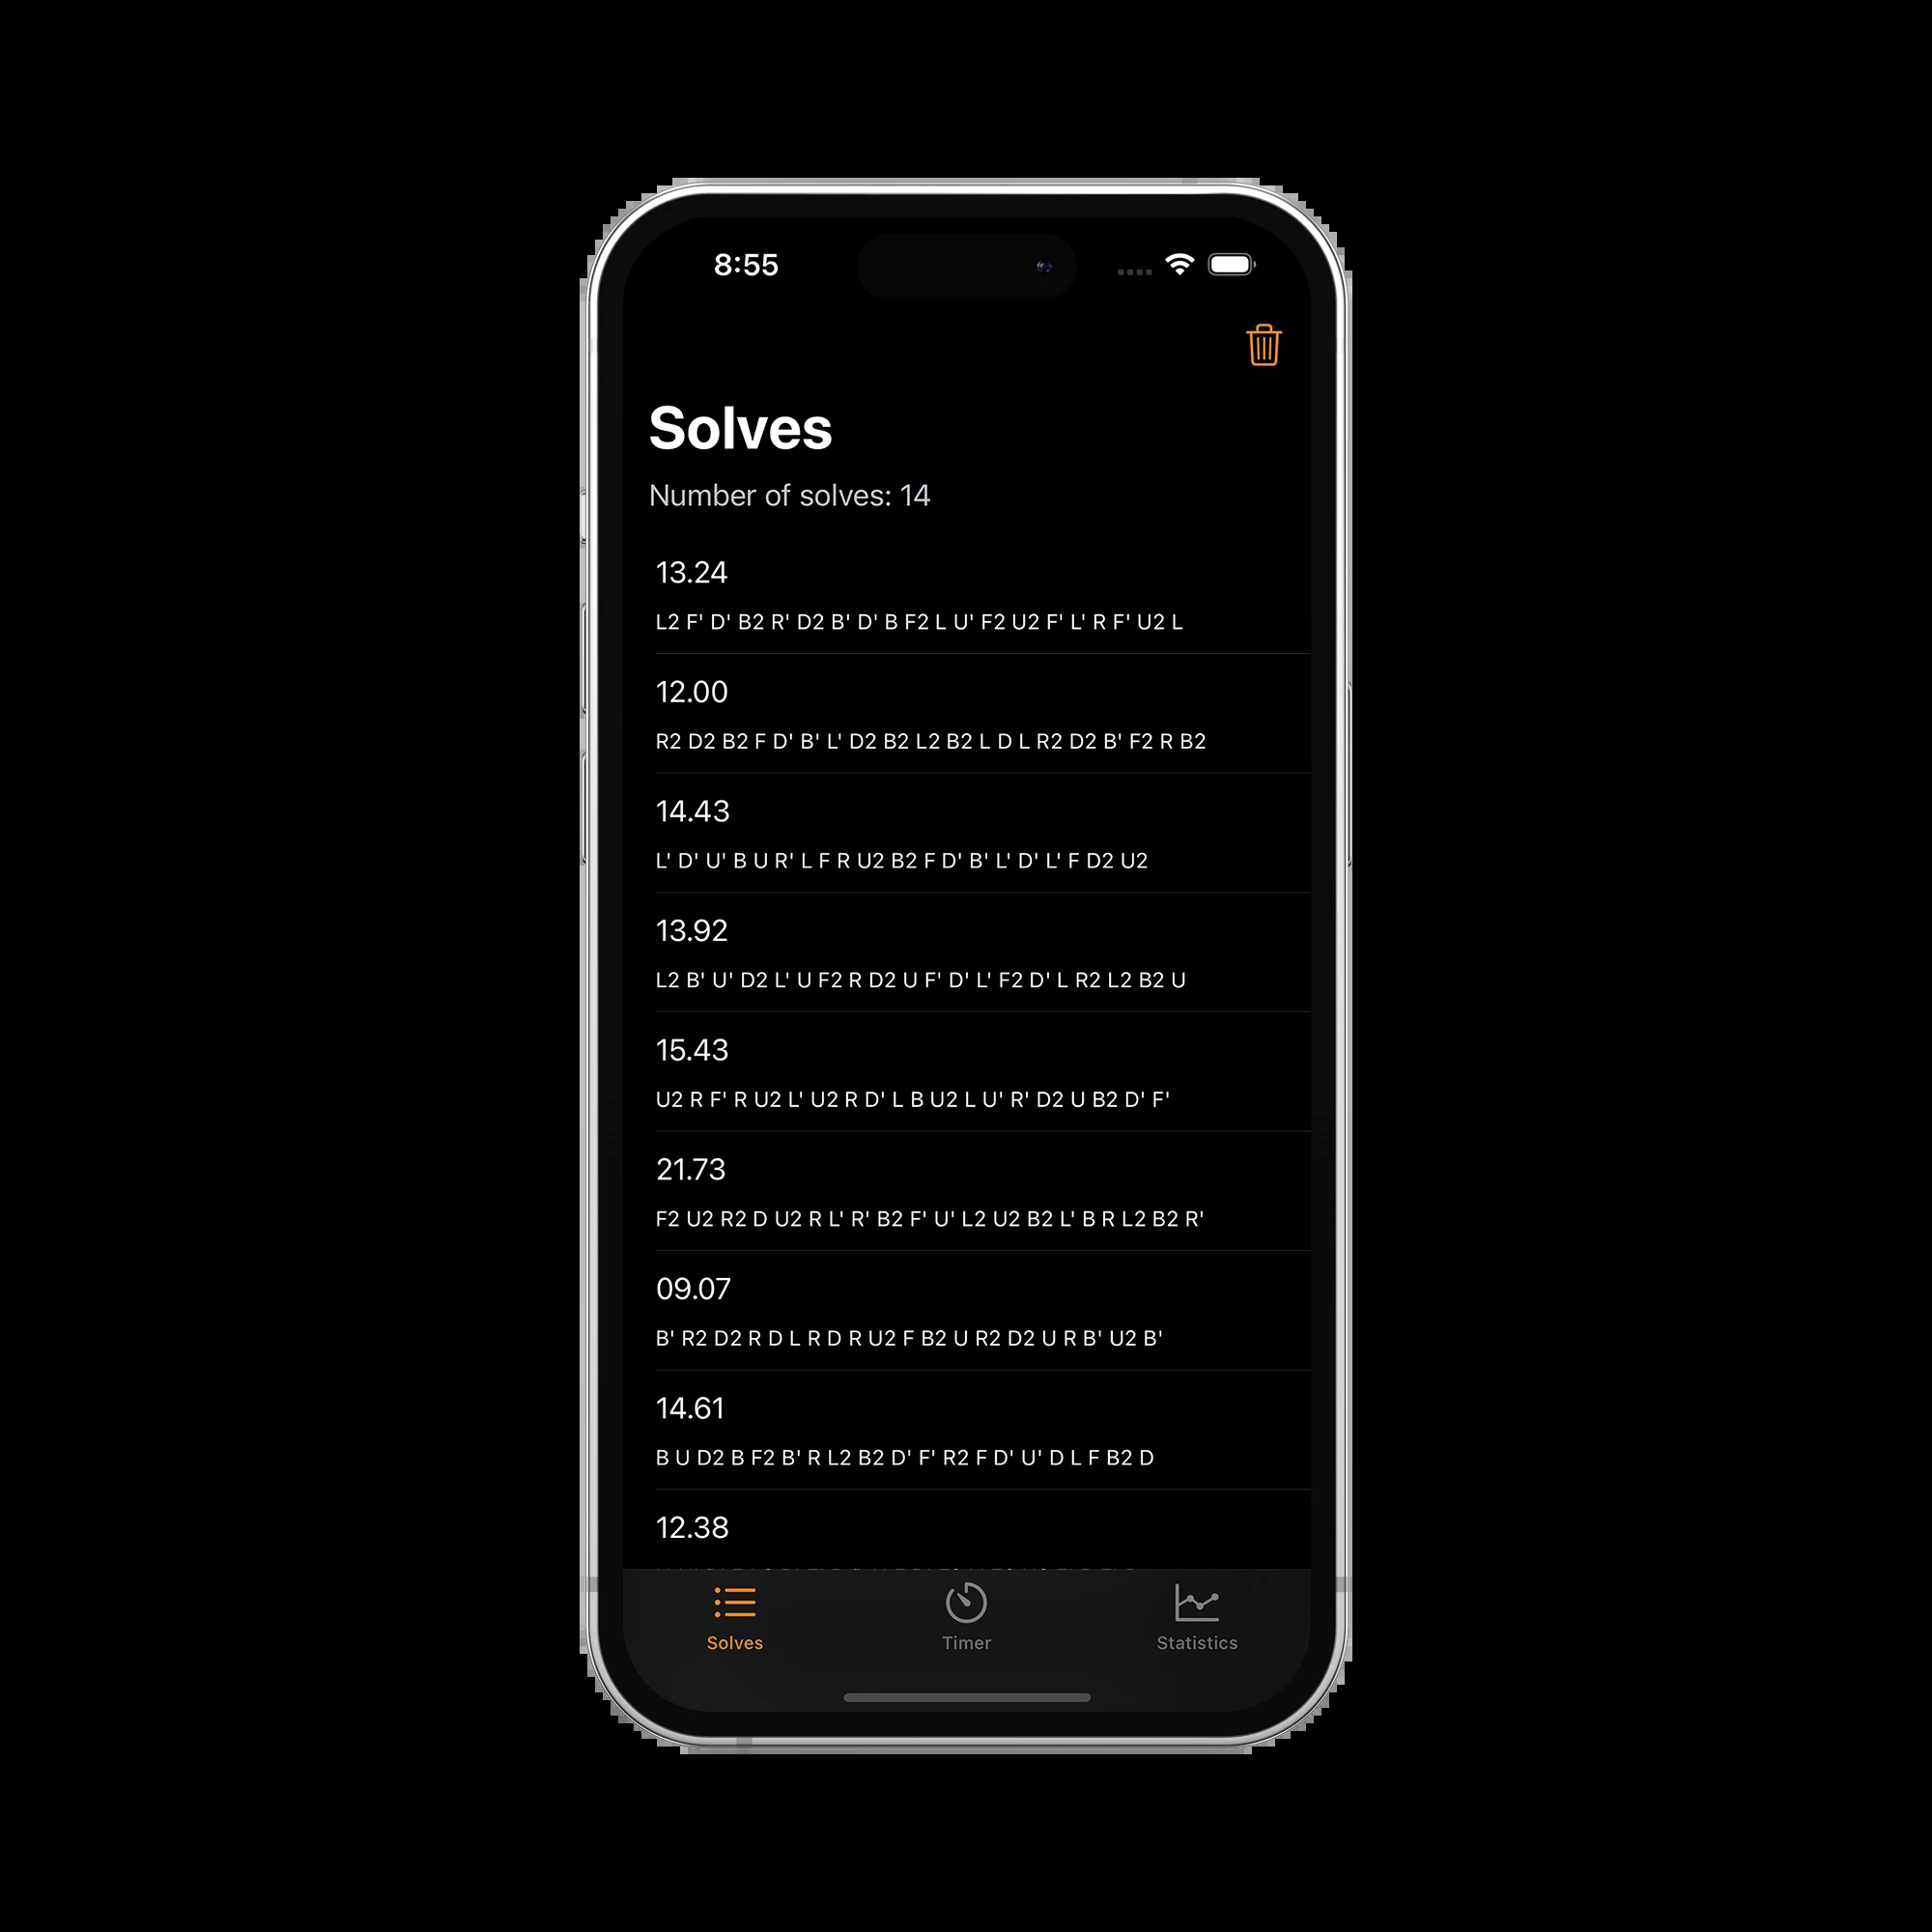 8:55
Solves
Number of solves: 14
13.24
L2 F' D' B2 R' D2 B' D' B F2 L U' F2 U2 F' L' R F' U2 L
12.00
R2 D2 B2 F D' B' L' D2 B2 L2 B2 L D L R2 D2 B' F2 R B2
14.43
L' D' U' B U R' L F R U2 B2 F D' B' L' D' L' F D2 U2
13.92
L2 B' U' D2 L' U F2 R D2 U F' D' L' F2 D' L R2 L2 B2 U
15.43
U2 R F' R U2 L' U2 R D' L B U2 L U' R' D2 U B2 D' F'
21.73
F2 U2 R2 D U2 R L' R' B2 F' U' L2 U2 B2 L' B R L2 B2 R'
09.07
B' R2 D2 R D L R D R U2 F B2 U R2 D2 U R B' U2 B'
14.61
B U D2 B F2 B' R L2 B2 D' F' R2 F D' U' D L F B2 D
12.38
Solves Timer Statistics